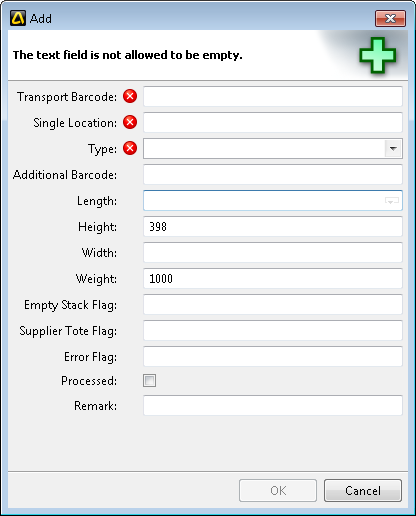 Add
The text field is not allowed to be empty.
Transport Barcode:
Single Location:
Type:
Additional Barcode:
Length:
Height: 398
Width:
Weight: 1000
Empty Stack Flag:
Supplier Tote Flag:
Error Flag:
Processed:
Remark:
OK Cancel